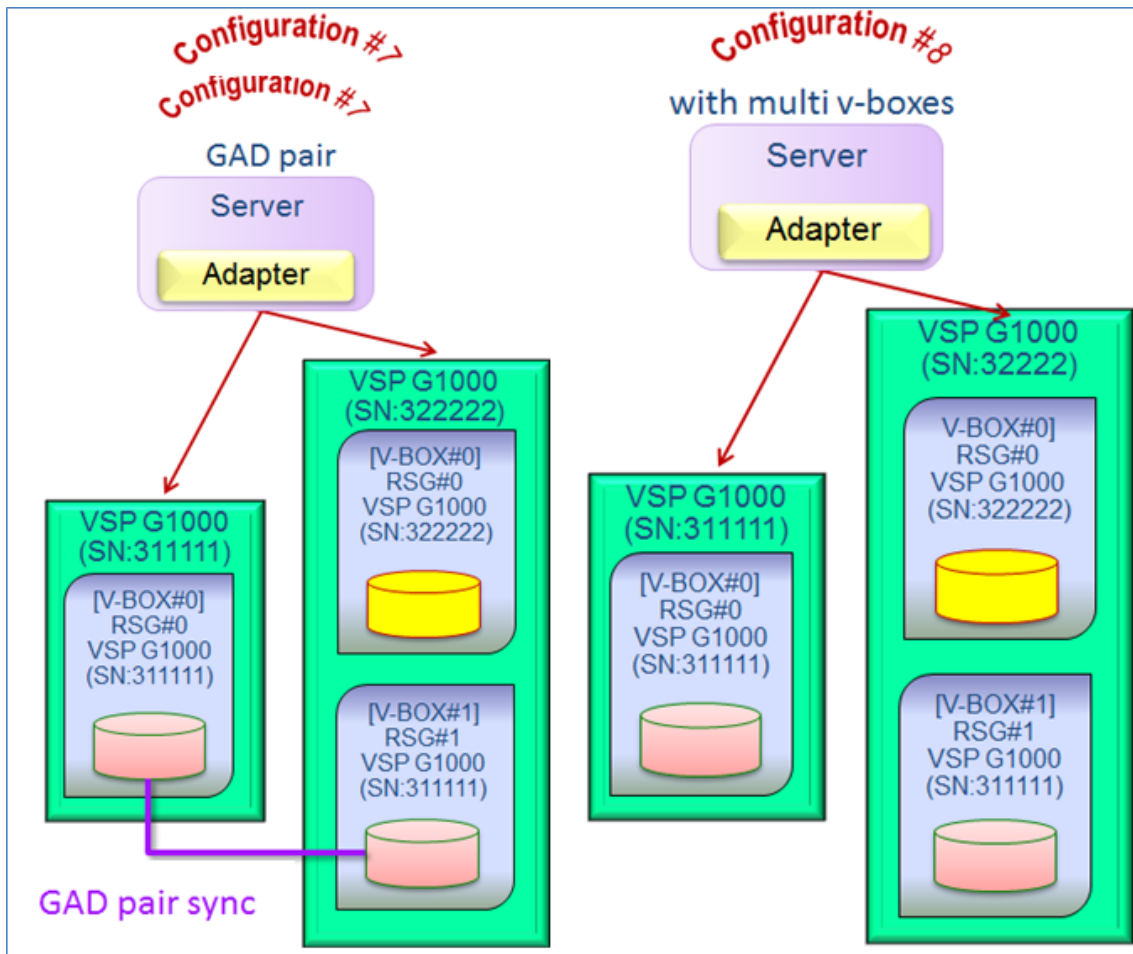 Configuration #7
Configuration #7
GAD pair
Server
Adapter
VSP G1000
(SN:311111)
[V-BOX#0]
RSG#0
VSP G1000
(SN:311111)
VSP G1000
(SN:322222)
[V-BOX#0]
RSG#0
VSP G1000
(SN:322222)
[V-BOX#1]
RSG#1
VSP G1000
(SN:311111)
GAD pair sync
Configuration #8
with multi v-boxes
Server
Adapter
VSP G1000
(SN:311111)
[V-BOX#0]
RSG#0
VSP G1000
(SN:311111)
VSP G1000
(SN:32222)
V-BOX#0]
RSG#0
VSP G1000
(SN:322222)
[V-BOX#1]
RSG#1
VSP G1000
(SN:311111)